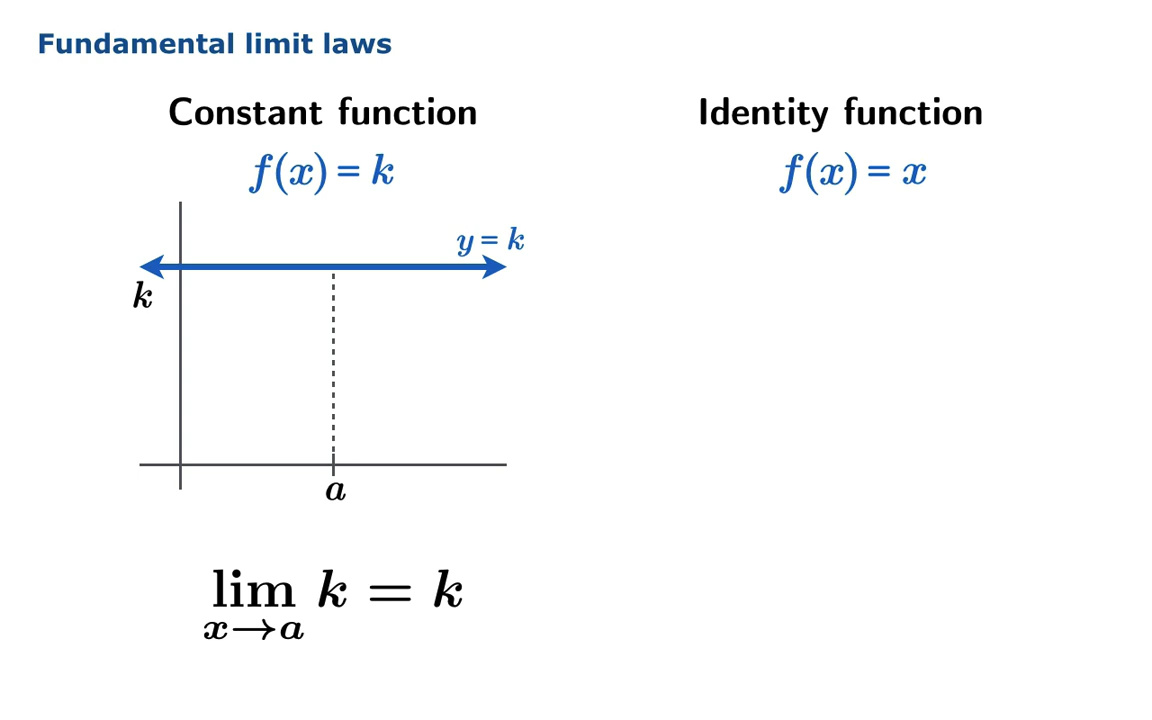 Fundamental limit laws
Constant function
f(x) = k
y = k
k
a
lim k = k
x→a
Identity function
f(x) = x